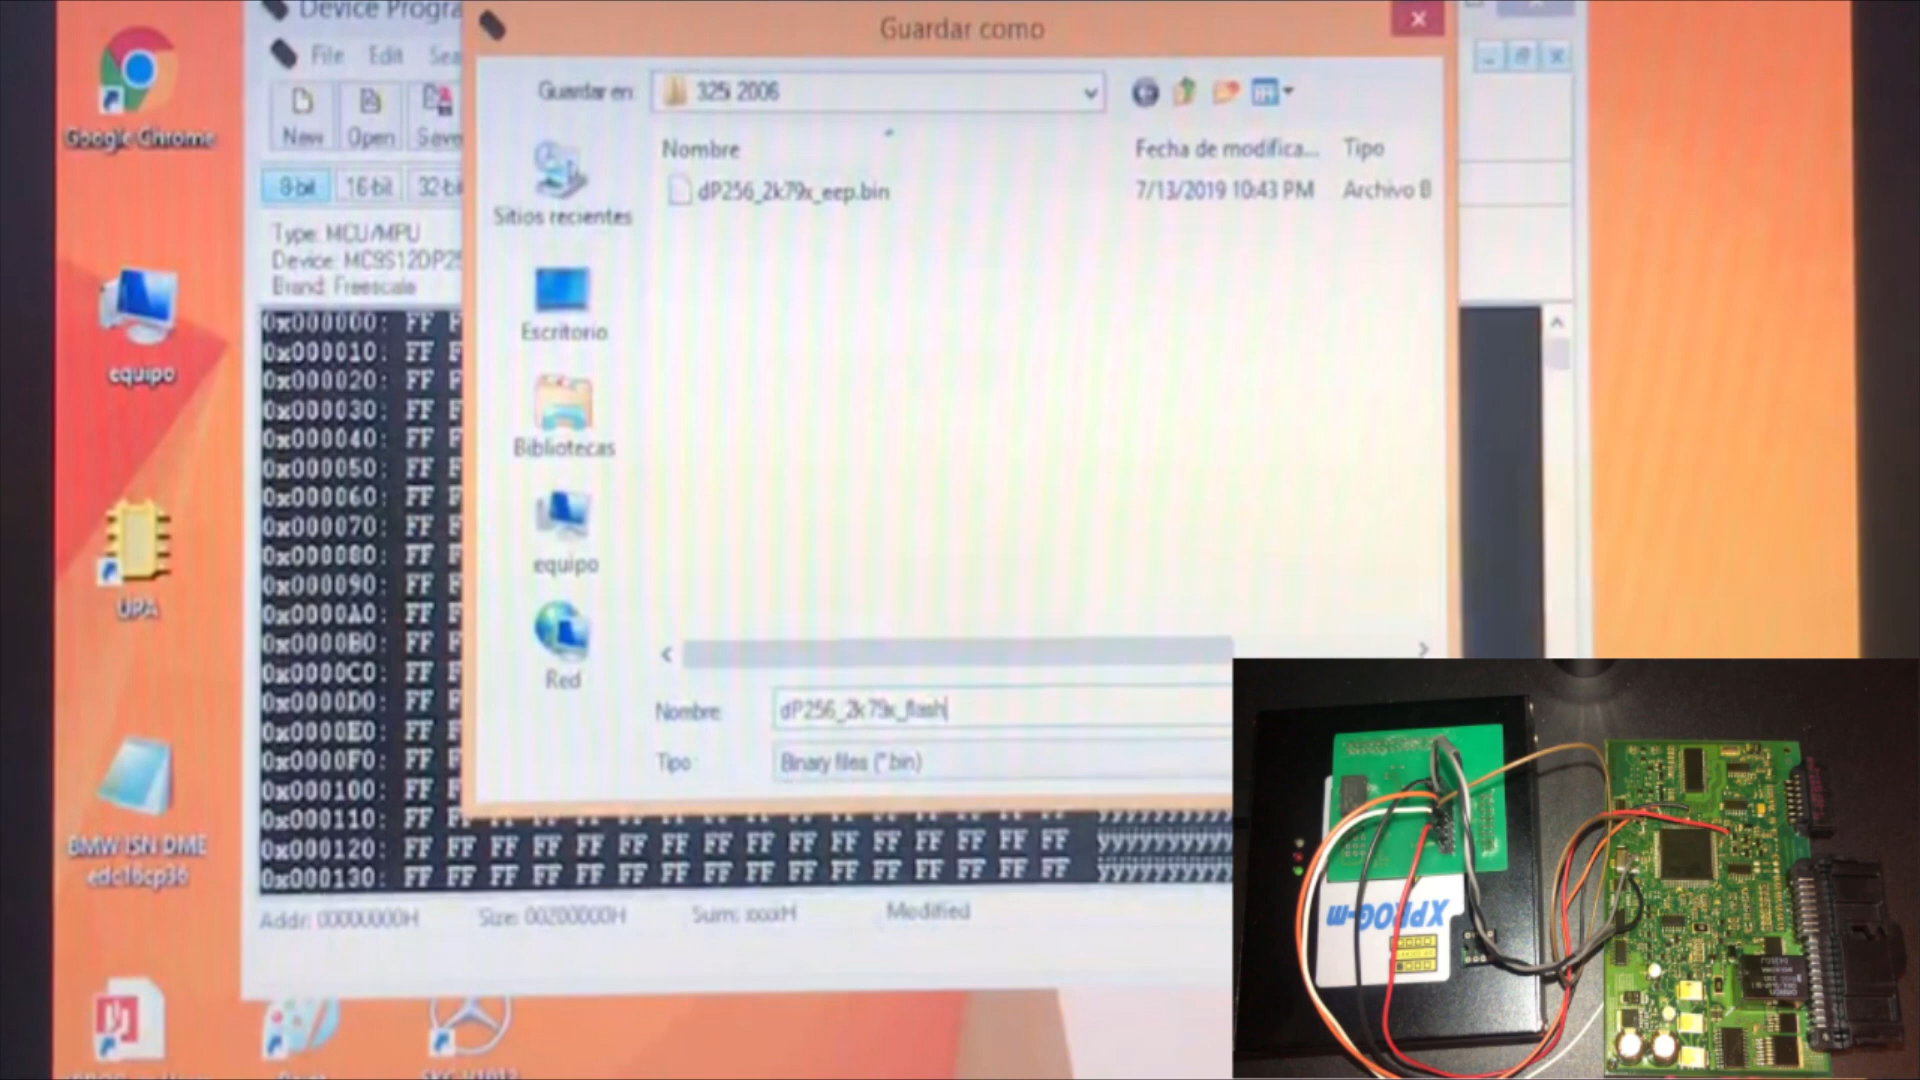 Google Chrome
equipo
UPA
BMW ISN DME
edc16cp36
Device Progra
File Edit Sea
New Open Save
8-bit 16-bit 32-bi
Type: MCU/MPU
Device: MC9S12DP25
Brand: Freescale
Guardar como
Guardar en: 325i 2006
Nombre Fecha de modifica... Tipo
dP256_2k79x_eep.bin 7/13/2019 10:43 PM Archivo B
Sitios recientes
Escritorio
Bibliotecas
equipo
Red
Nombre dP256_2k79x_flash
Tipo Binary files (*.bin)
0x000000: FF F
0x000010: FF F
0x000020: FF F
0x000030: FF F
0x000040: FF F
0x000050: FF F
0x000060: FF F
0x000070: FF F
0x000080: FF F
0x000090: FF F
0x0000A0: FF F
0x0000B0: FF F
0x0000C0: FF F
0x0000D0: FF F
0x0000E0: FF F
0x0000F0: FF F
0x000100: FF F
0x000110: FF
0x000120: FF FF FF FF FF FF FF FF FF FF FF FF FF FF FF FF
0x000130: FF FF FF FF FF FF FF FF FF FF FF FF FF FF FF FF
Addr: 00000000H Size: 00200000H Sum: xxxxH Modified
XPROG-m